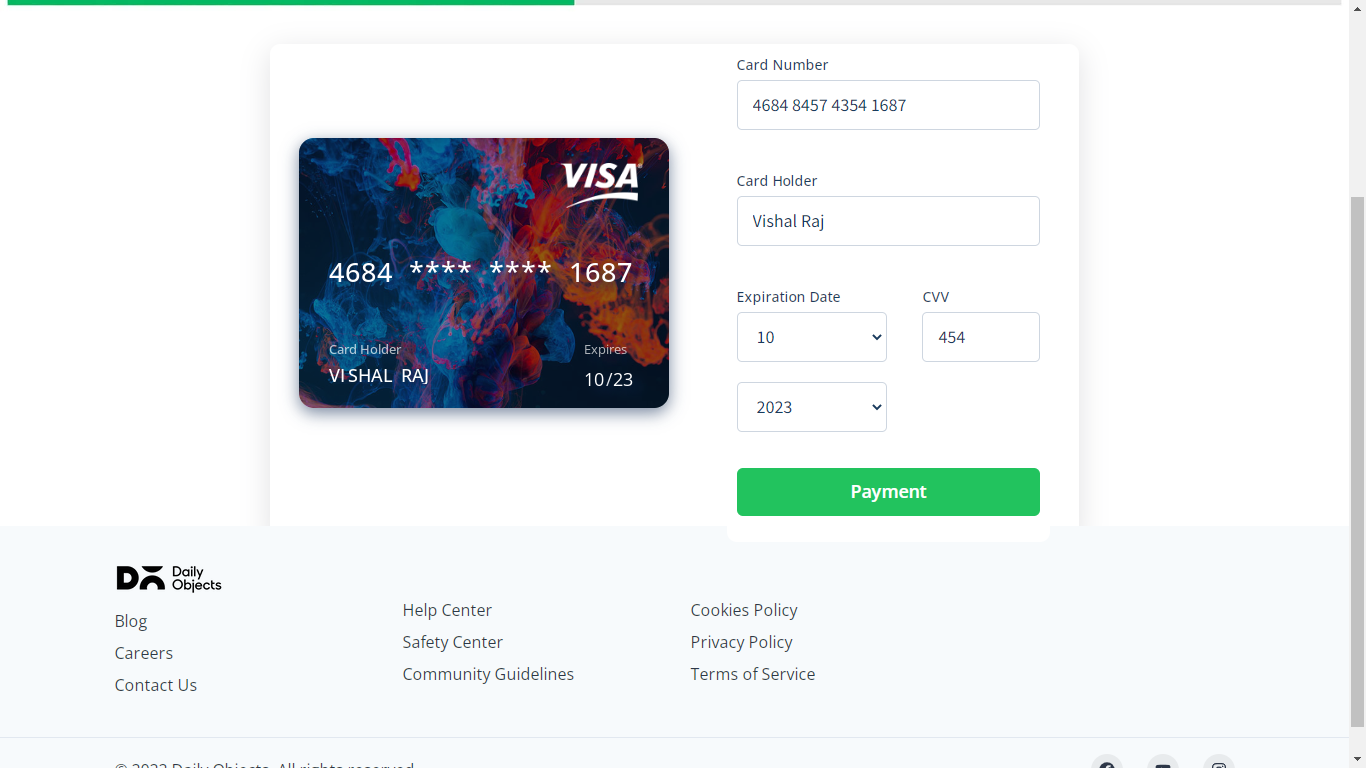 Card Number
4684 8457 4354 1687
VISA
Card Holder
Vishal Raj
4684 **** **** 1687
Expiration Date CVV
10 454
Card Holder Expires
VISHAL RAJ 10/23
2023
Payment
Daily
Objects
Blog
Careers
Contact Us
Help Center
Safety Center
Community Guidelines
Cookies Policy
Privacy Policy
Terms of Service
© 2023 Daily Objects. All rights reserved.